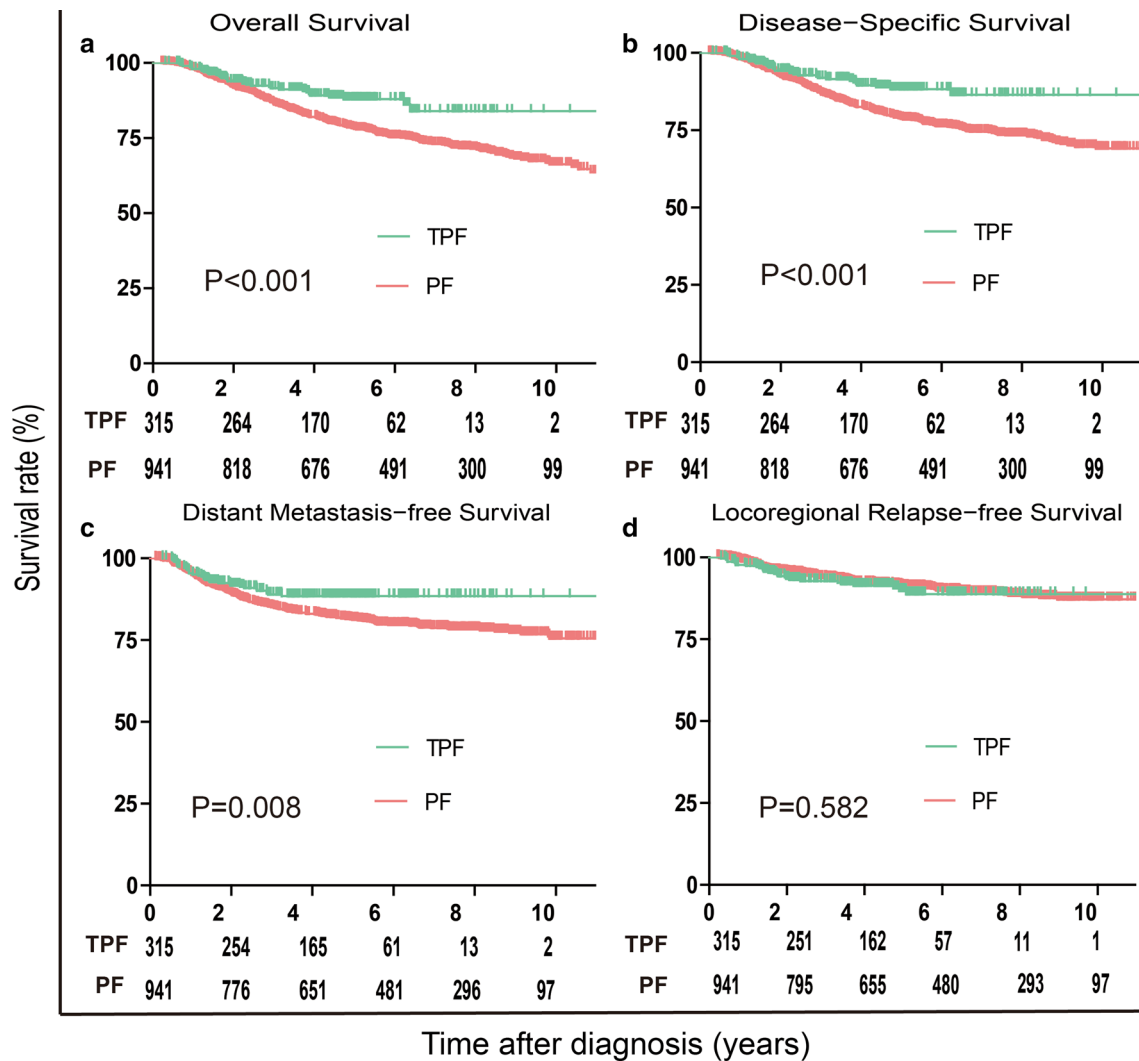 Overall Survival
a
100
75
50
25
0
TPF
PF
P<0.001
0 2 4 6 8 10
TPF 315 264 170 62 13 2
PF 941 818 676 491 300 99
Disease-Specific Survival
b
100
75
50
25
0
TPF
PF
P<0.001
0 2 4 6 8 10
TPF 315 264 170 62 13 2
PF 941 818 676 491 300 99
Distant Metastasis-free Survival
c
100
75
50
25
0
TPF
PF
P=0.008
0 2 4 6 8 10
TPF 315 254 165 61 13 2
PF 941 776 651 481 296 97
Locoregional Relapse-free Survival
d
100
75
50
25
0
TPF
PF
P=0.582
0 2 4 6 8 10
TPF 315 251 162 57 11 1
PF 941 795 655 480 293 97
Survival rate (%)
Time after diagnosis (years)